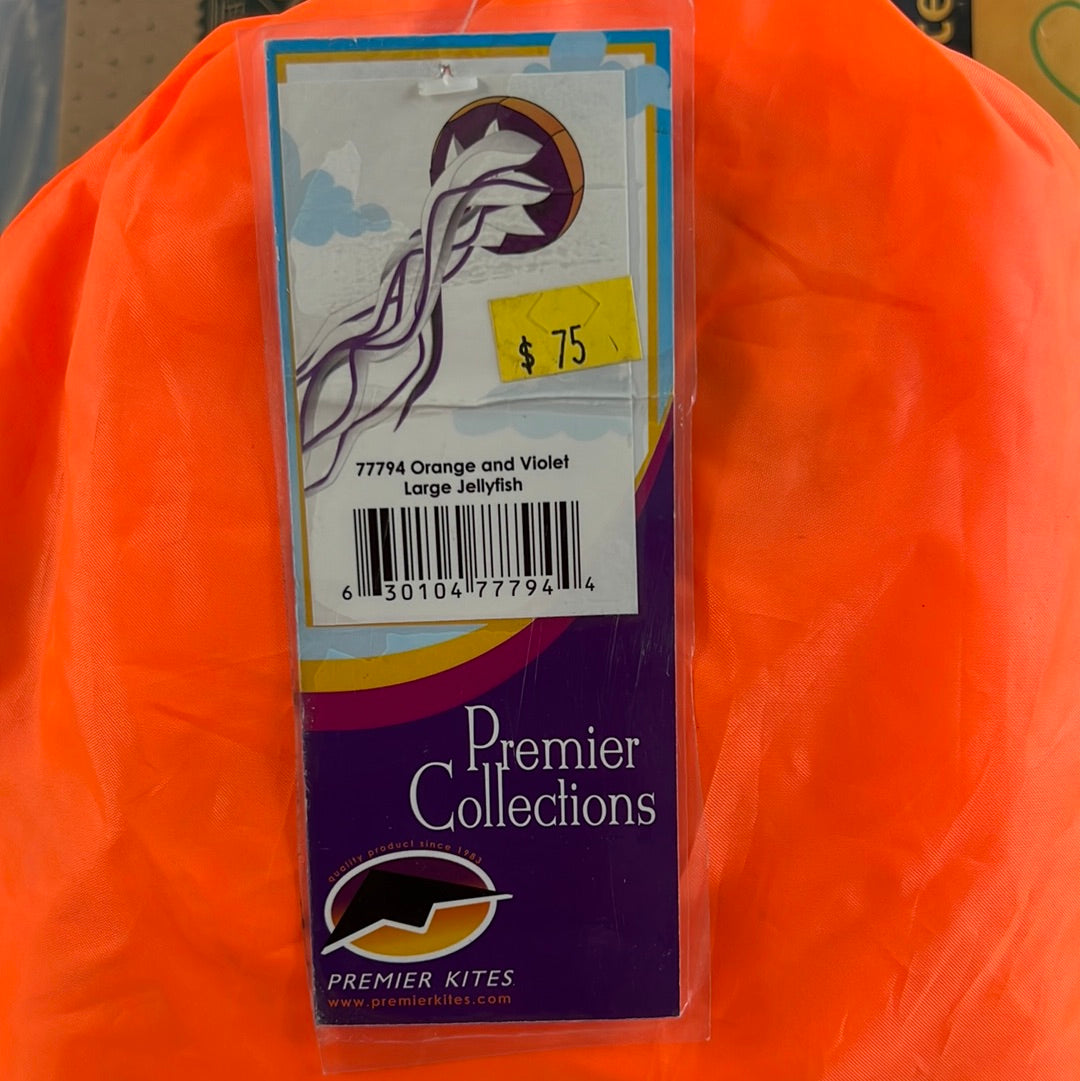 $ 75
77794 Orange and Violet
Large Jellyfish
6 30104 77794 4
Premier
Collections
quality product since 1983
PREMIER KITES
www.premierkites.com